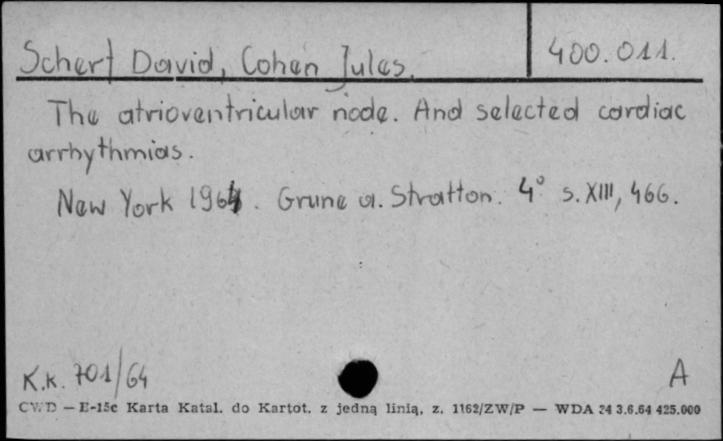 Scherf David, Cohen Jules.
400.011.
The atrioventricular node. And selected cardiac
arrhythmias.
New York 1964. Grune a. Stratton. 4° s. XIII, 466.
K.k. 701/64
A
CWD — E-15c Karta Katal. do Kartot. z jedną linią, z. 1162/ZW/P — WDA 24 3.6.64 425.000